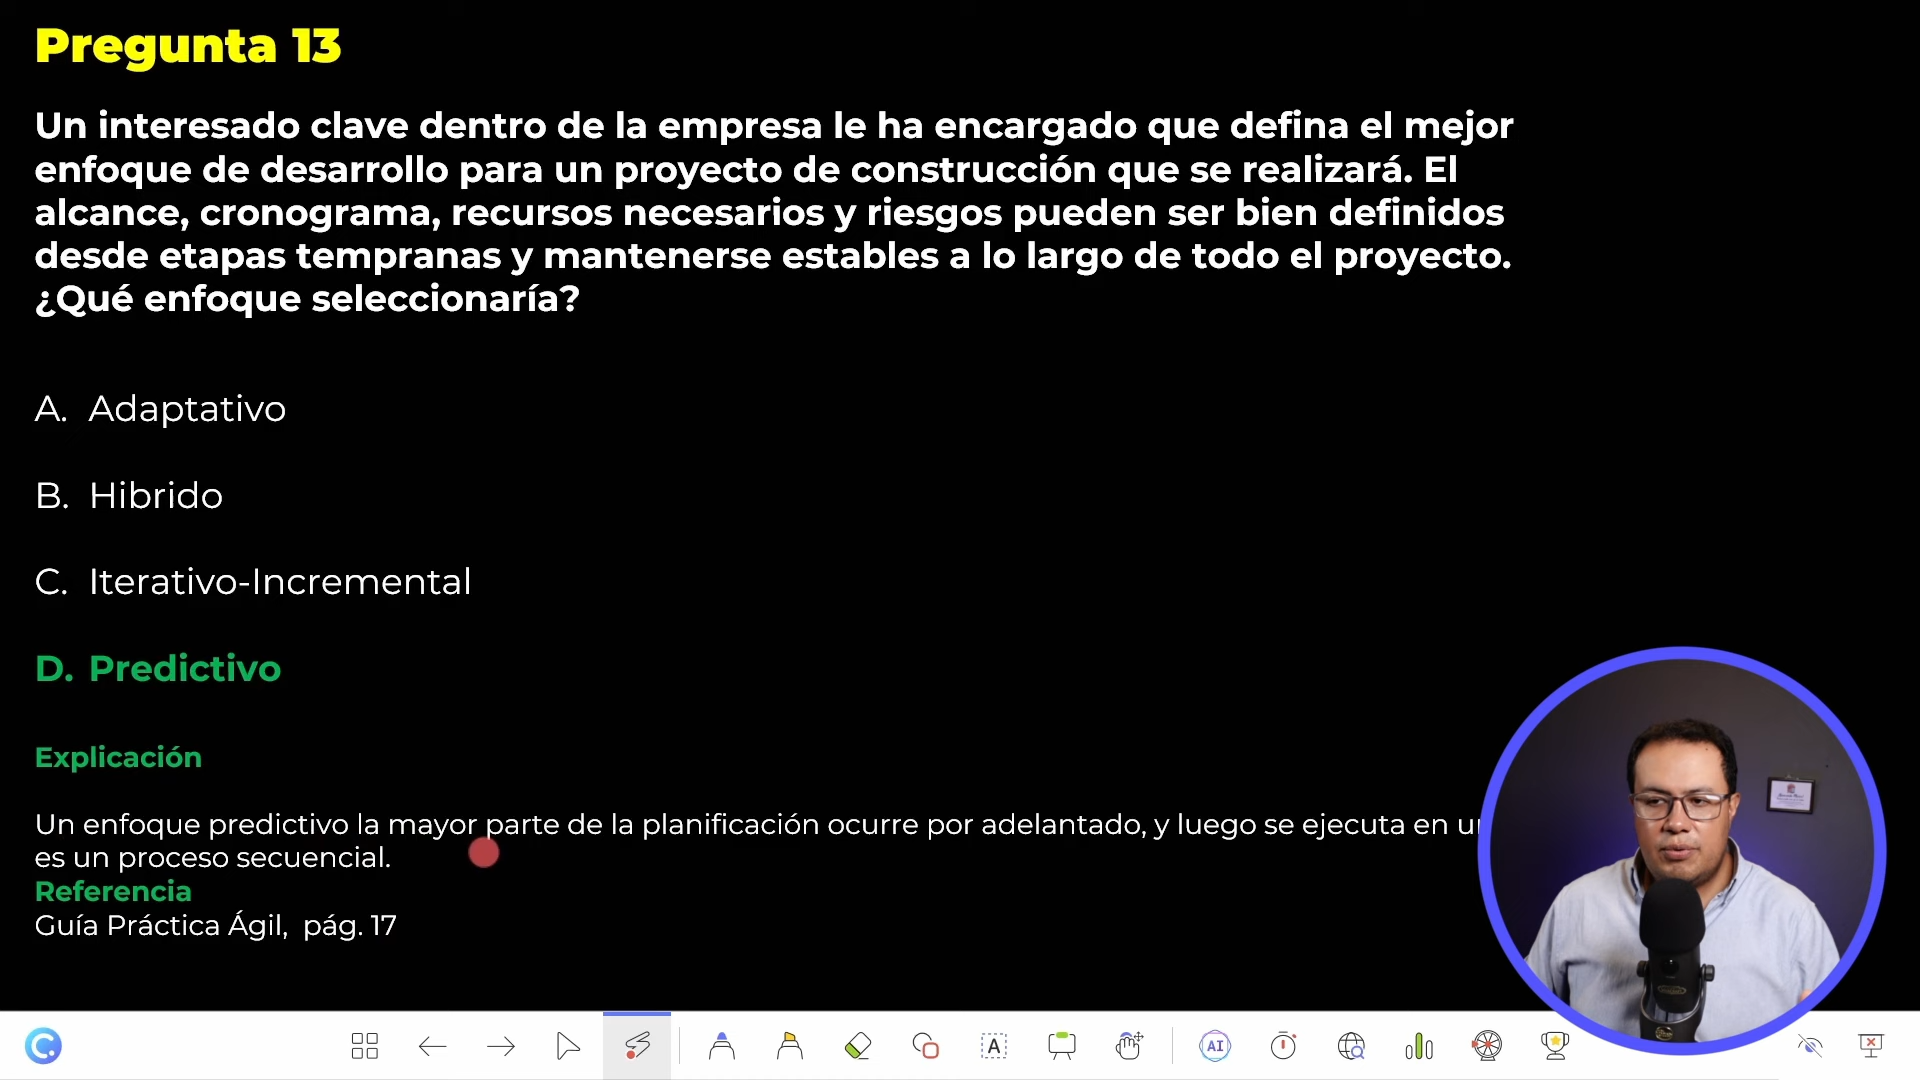 Pregunta 13
Un interesado clave dentro de la empresa le ha encargado que defina el mejor
enfoque de desarrollo para un proyecto de construcción que se realizará. El
alcance, cronograma, recursos necesarios y riesgos pueden ser bien definidos
desde etapas tempranas y mantenerse estables a lo largo de todo el proyecto.
¿Qué enfoque seleccionaría?
A. Adaptativo
B. Hibrido
C. Iterativo-Incremental
D. Predictivo
Explicación
Un enfoque predictivo la mayor parte de la planificación ocurre por adelantado, y luego se ejecuta en
es un proceso secuencial.
Referencia
Guía Práctica Ágil, pág. 17
A
AI